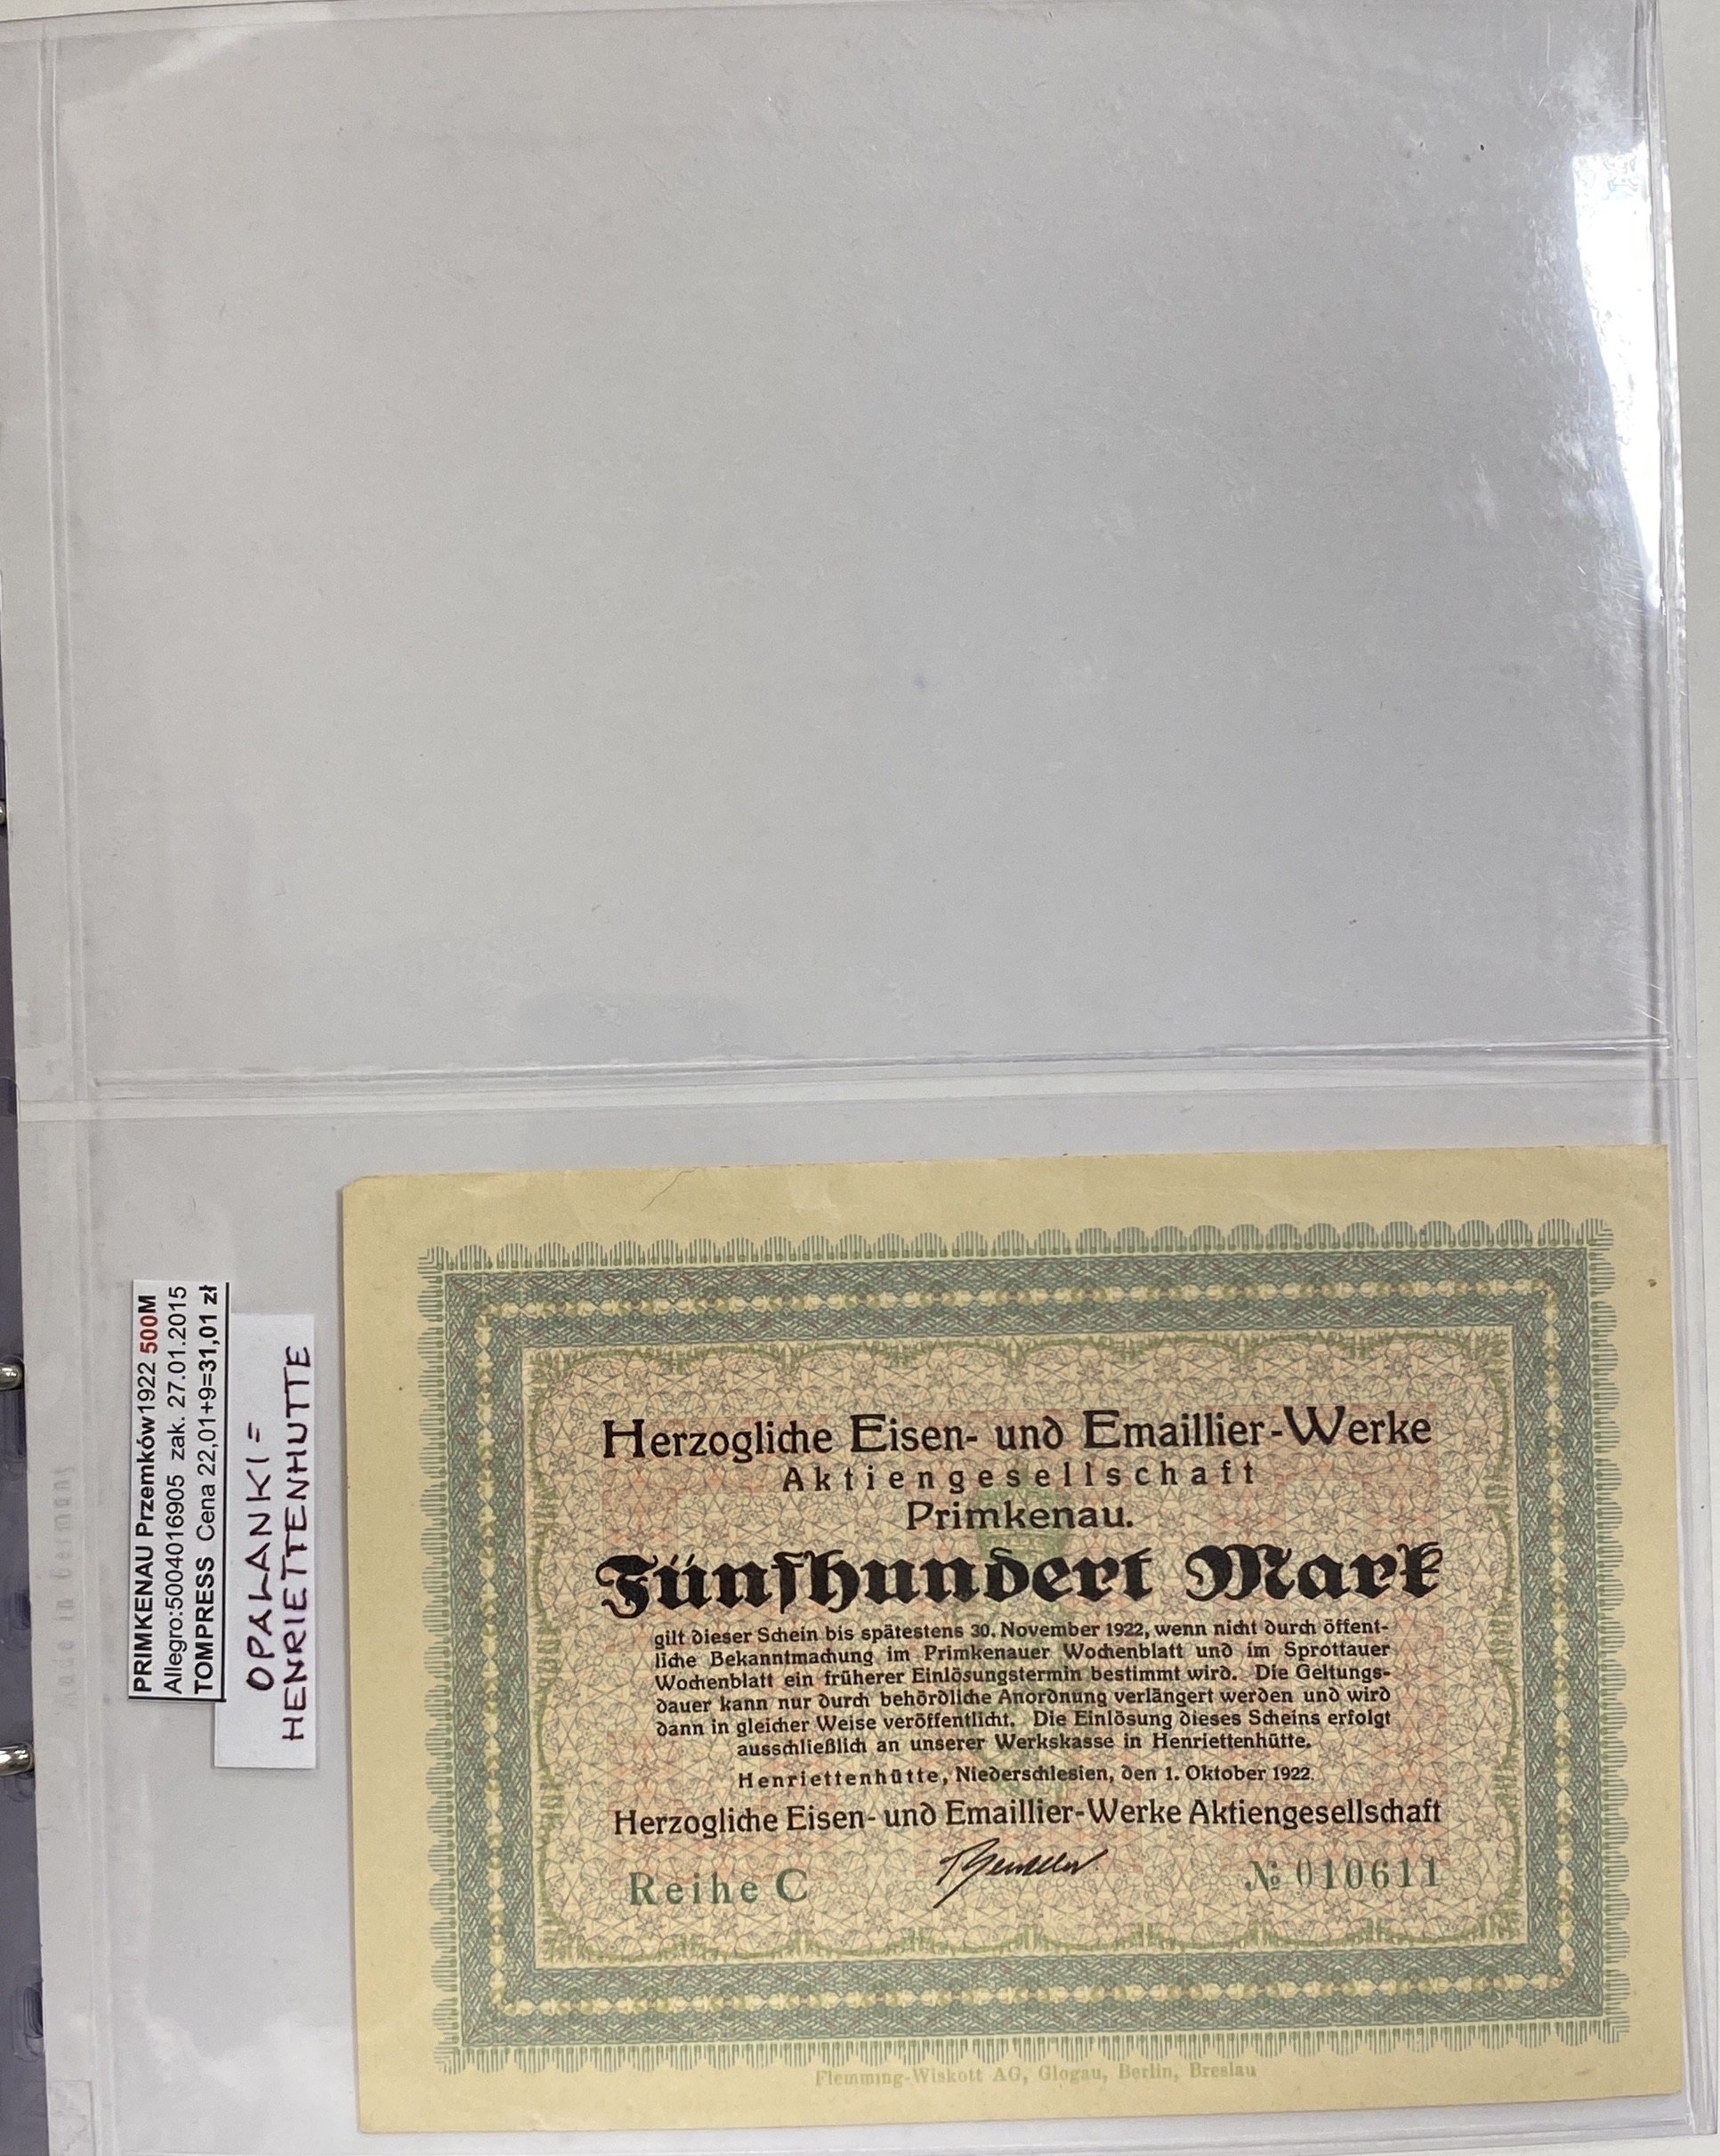 PRIMKENAU Przemków1922 500M
Allegro:5004016905 zak. 27.01.2015
TOMPRESS Cena 22,01+9=31,01 zł
OPALANKI =
HENRIETTENHUTTE
made in Germany
Herzogliche Eisen- und Emaillier-Werke
Aktiengesellschaft
Primkenau.
Fünfhundert Mark
gilt dieser Schein bis spätestens 30. November 1922, wenn nicht durch öffent-
liche Bekanntmachung im Primkenauer Wochenblatt und im Sprottauer
Wochenblatt ein früherer Einlösungstermin bestimmt wird. Die Geltungs-
dauer kann nur durch behördliche Anordnung verlängert werden und wird
dann in gleicher Weise veröffentlicht. Die Einlösung dieses Scheins erfolgt
ausschließlich an unserer Werkskasse in Henriettenhütte.
Henriettenhütte, Niederschlesien, den 1. Oktober 1922.
Herzogliche Eisen- und Emaillier-Werke Aktiengesellschaft
Reihe C
№ 010611
Flemming-Wiskott AG, Glogau, Berlin, Breslau